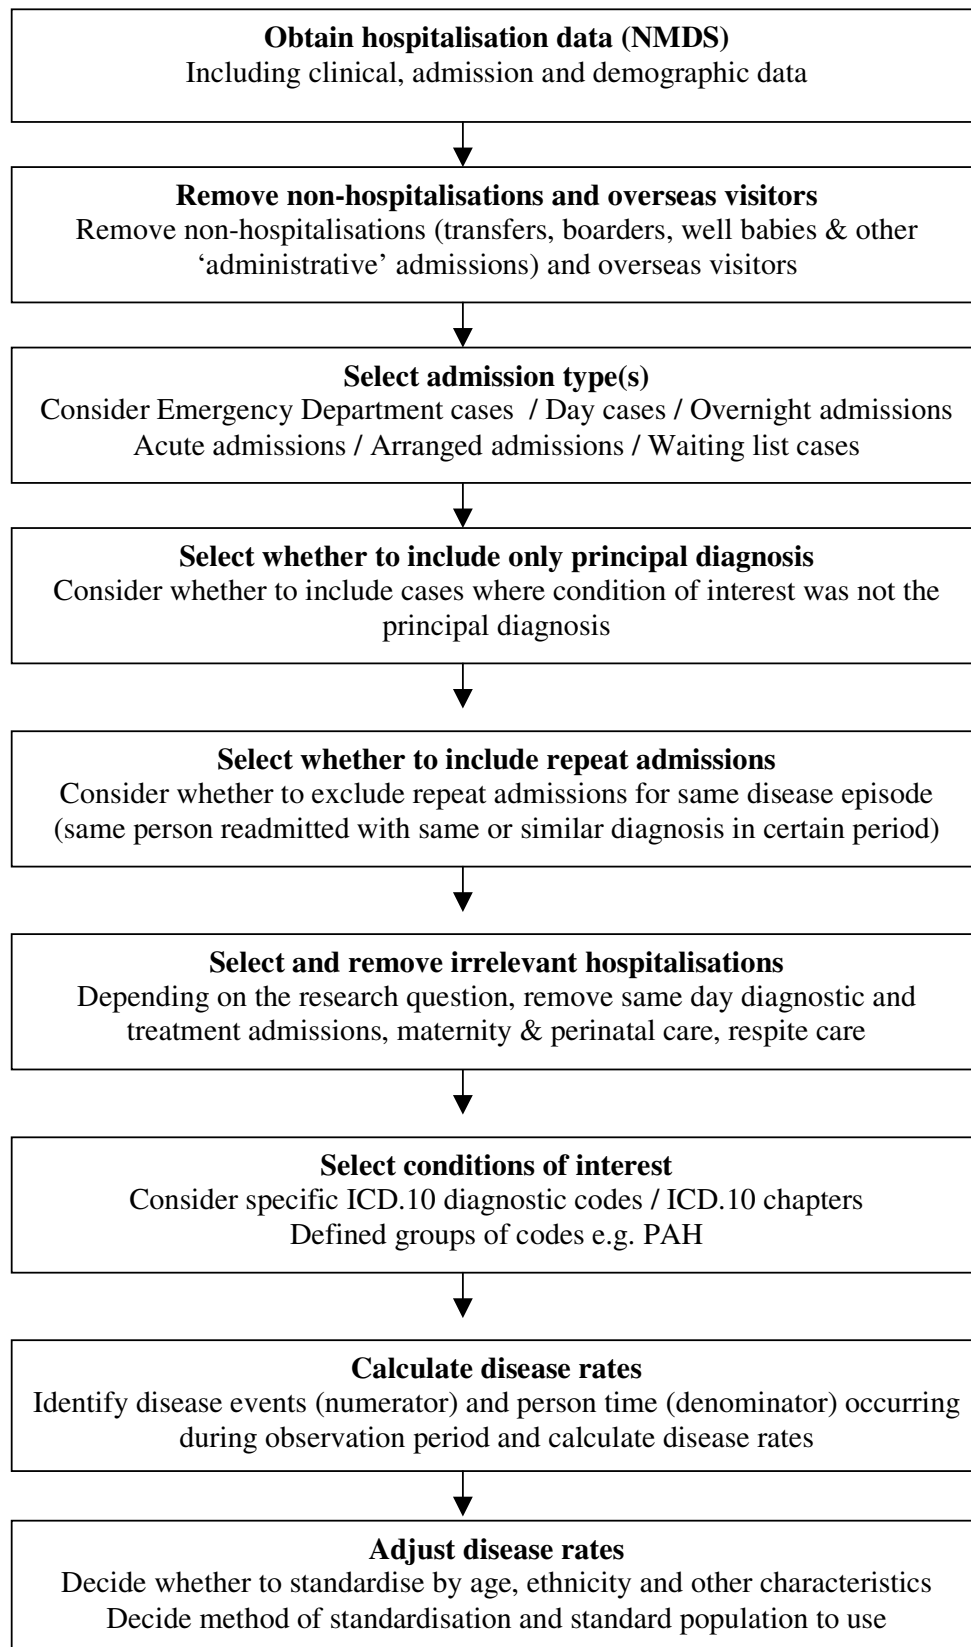 Obtain hospitalisation data (NMDS)
Including clinical, admission and demographic data
Remove non-hospitalisations and overseas visitors
Remove non-hospitalisations (transfers, boarders, well babies & other
‘administrative’ admissions) and overseas visitors
Select admission type(s)
Consider Emergency Department cases / Day cases / Overnight admissions
Acute admissions / Arranged admissions / Waiting list cases
Select whether to include only principal diagnosis
Consider whether to include cases where condition of interest was not the
principal diagnosis
Select whether to include repeat admissions
Consider whether to exclude repeat admissions for same disease episode
(same person readmitted with same or similar diagnosis in certain period)
Select and remove irrelevant hospitalisations
Depending on the research question, remove same day diagnostic and
treatment admissions, maternity & perinatal care, respite care
Select conditions of interest
Consider specific ICD.10 diagnostic codes / ICD.10 chapters
Defined groups of codes e.g. PAH
Calculate disease rates
Identify disease events (numerator) and person time (denominator) occurring
during observation period and calculate disease rates
Adjust disease rates
Decide whether to standardise by age, ethnicity and other characteristics
Decide method of standardisation and standard population to use